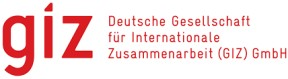 giz
Deutsche Gesellschaft
für Internationale
Zusammenarbeit (GIZ) GmbH